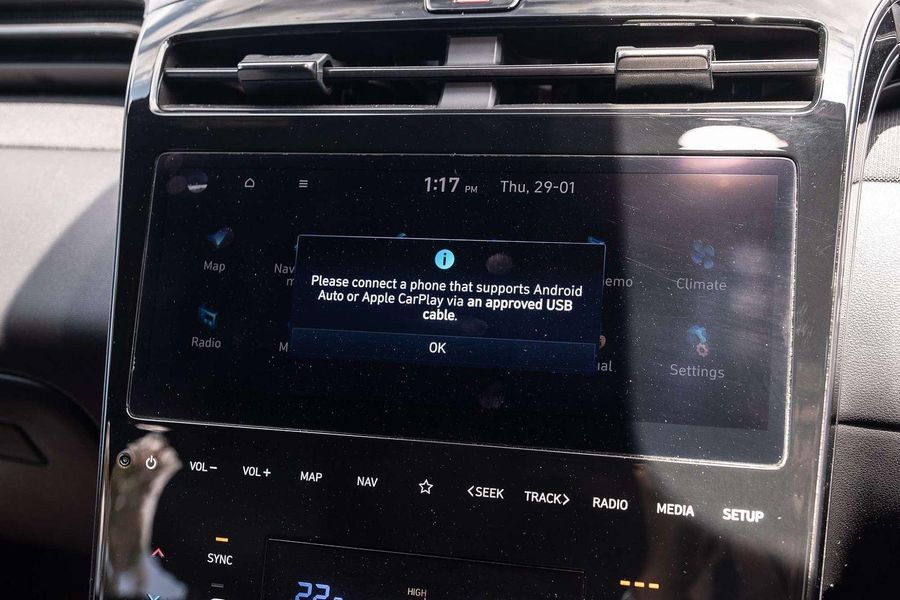 1:17 PM Thu, 29-01
Map
Climate
Radio
Settings
Please connect a phone that supports Android
Auto or Apple CarPlay via an approved USB
cable.
OK
VOL− VOL+ MAP NAV ☆ <SEEK TRACK> RADIO MEDIA SETUP
SYNC
22
HIGH